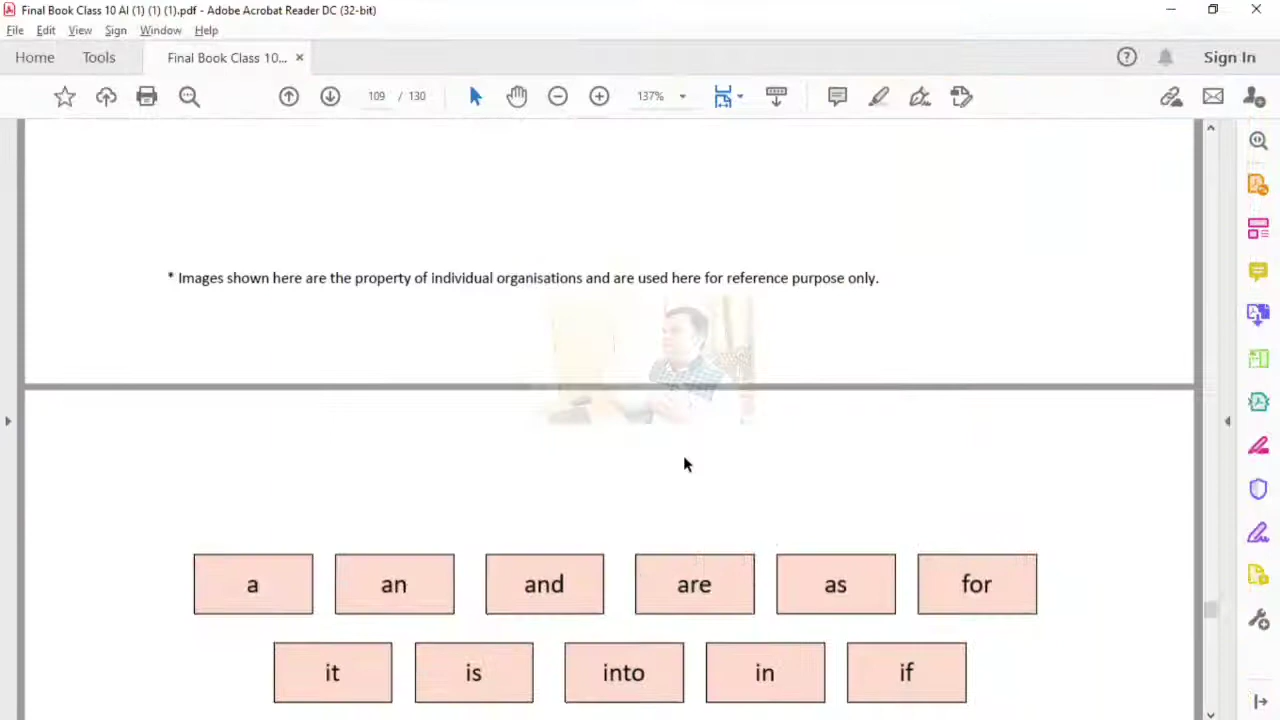 Final Book Class 10 AI (1) (1) (1).pdf - Adobe Acrobat Reader DC (32-bit)
File Edit View Sign Window Help
Home Tools Final Book Class 10... × Sign In
109 / 130 137%
* Images shown here are the property of individual organisations and are used here for reference purpose only.
a an and are as for
it is into in if